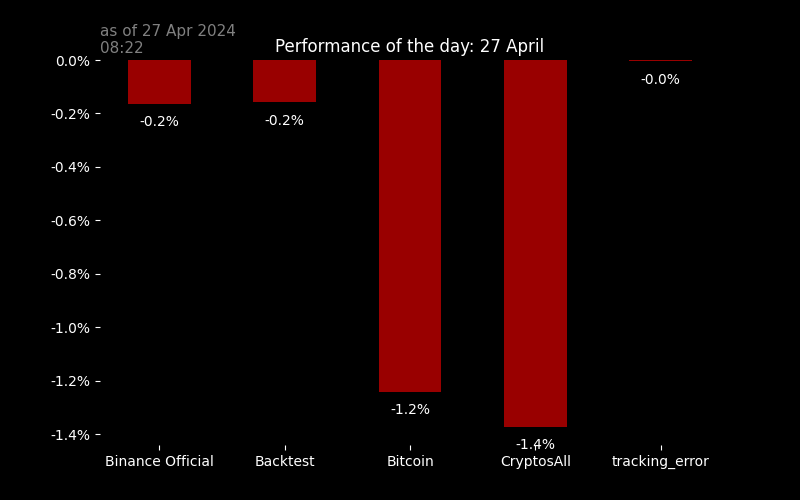 as of 27 Apr 2024
08:22
Performance of the day: 27 April
0.0%
-0.2%
-0.4%
-0.6%
-0.8%
-1.0%
-1.2%
-1.4%
-0.2%
-0.2%
-1.2%
-1.4%
-0.0%
Binance Official
Backtest
Bitcoin
CryptosAll
tracking_error